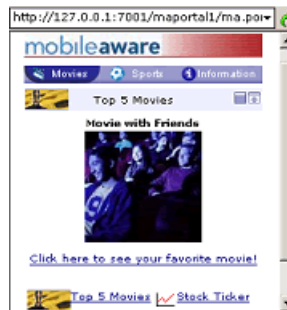 http://127.0.0.1:7001/maportal1/ma.por
mobileaware
Movies Sports Information
Top 5 Movies
Movie with Friends
Click here to see your favorite movie!
Top 5 Movies Stock Ticker